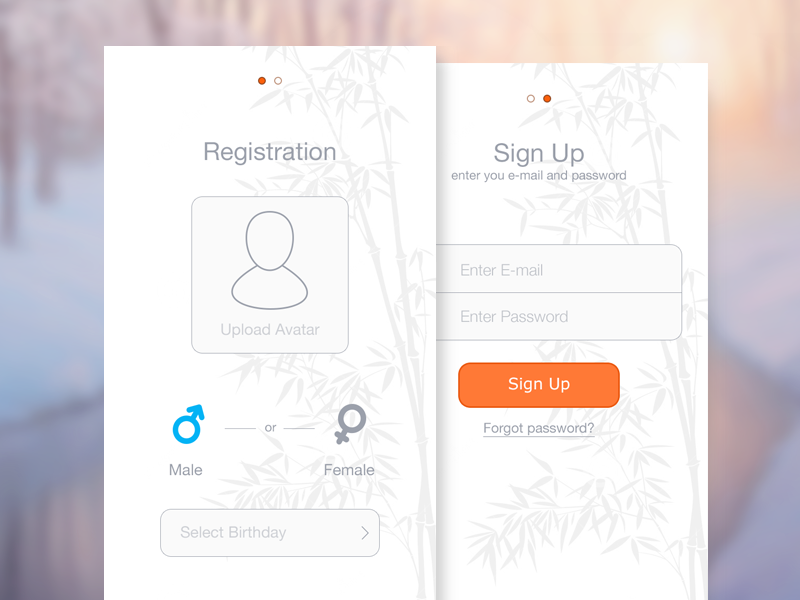 Registration
Upload Avatar
or
Male
Female
Select Birthday
Sign Up
enter you e-mail and password
Enter E-mail
Enter Password
Sign Up
Forgot password?